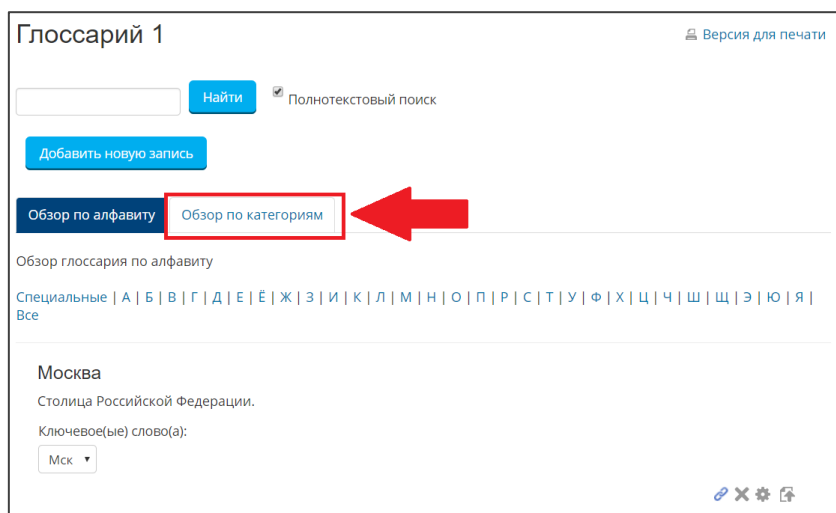 Глоссарий 1
Версия для печати
Найти
Полнотекстовый поиск
Добавить новую запись
Обзор по алфавиту
Обзор по категориям
Обзор глоссария по алфавиту
Специальные | А | Б | В | Г | Д | Е | Ё | Ж | З | И | К | Л | М | Н | О | П | Р | С | Т | У | Ф | Х | Ц | Ч | Ш | Щ | Э | Ю | Я |
Все
Москва
Столица Российской Федерации.
Ключевое(ые) слово(а):
Мск